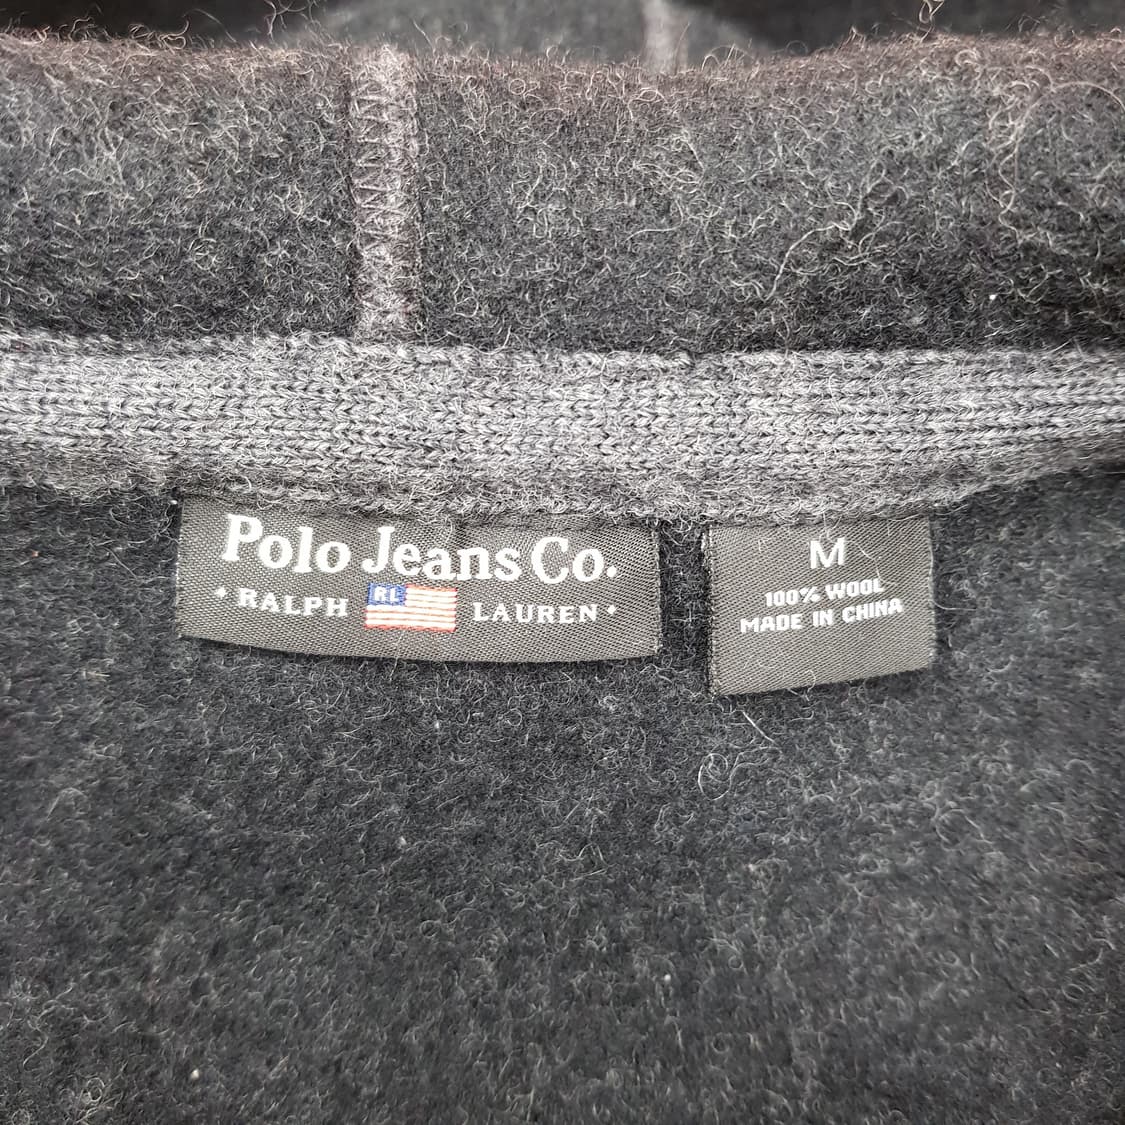 Polo Jeans Co.
RALPH RL LAUREN
M
100% WOOL
MADE IN CHINA